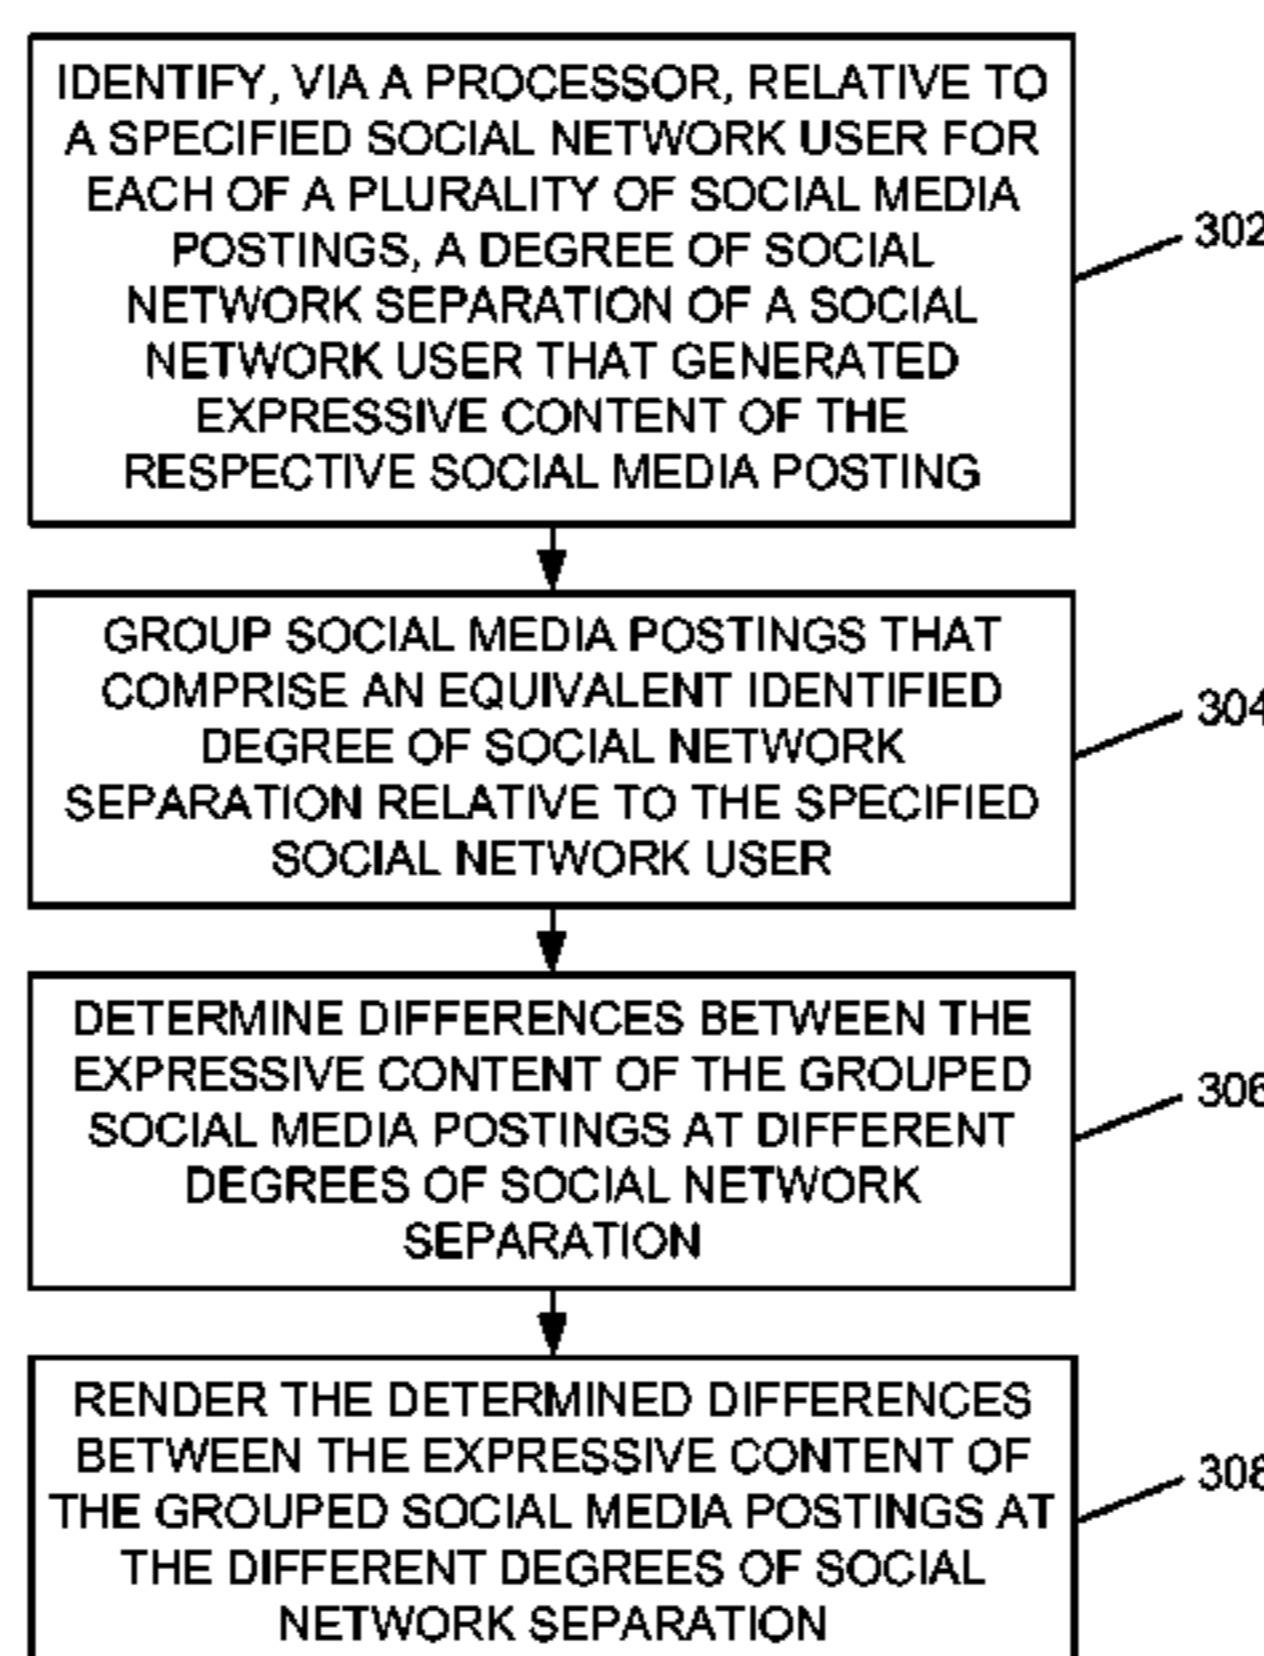 IDENTIFY, VIA A PROCESSOR, RELATIVE TO
A SPECIFIED SOCIAL NETWORK USER FOR
EACH OF A PLURALITY OF SOCIAL MEDIA
POSTINGS, A DEGREE OF SOCIAL
NETWORK SEPARATION OF A SOCIAL
NETWORK USER THAT GENERATED
EXPRESSIVE CONTENT OF THE
RESPECTIVE SOCIAL MEDIA POSTING
302
GROUP SOCIAL MEDIA POSTINGS THAT
COMPRISE AN EQUIVALENT IDENTIFIED
DEGREE OF SOCIAL NETWORK
SEPARATION RELATIVE TO THE SPECIFIED
SOCIAL NETWORK USER
304
DETERMINE DIFFERENCES BETWEEN THE
EXPRESSIVE CONTENT OF THE GROUPED
SOCIAL MEDIA POSTINGS AT DIFFERENT
DEGREES OF SOCIAL NETWORK
SEPARATION
306
RENDER THE DETERMINED DIFFERENCES
BETWEEN THE EXPRESSIVE CONTENT OF
THE GROUPED SOCIAL MEDIA POSTINGS AT
THE DIFFERENT DEGREES OF SOCIAL
NETWORK SEPARATION
308